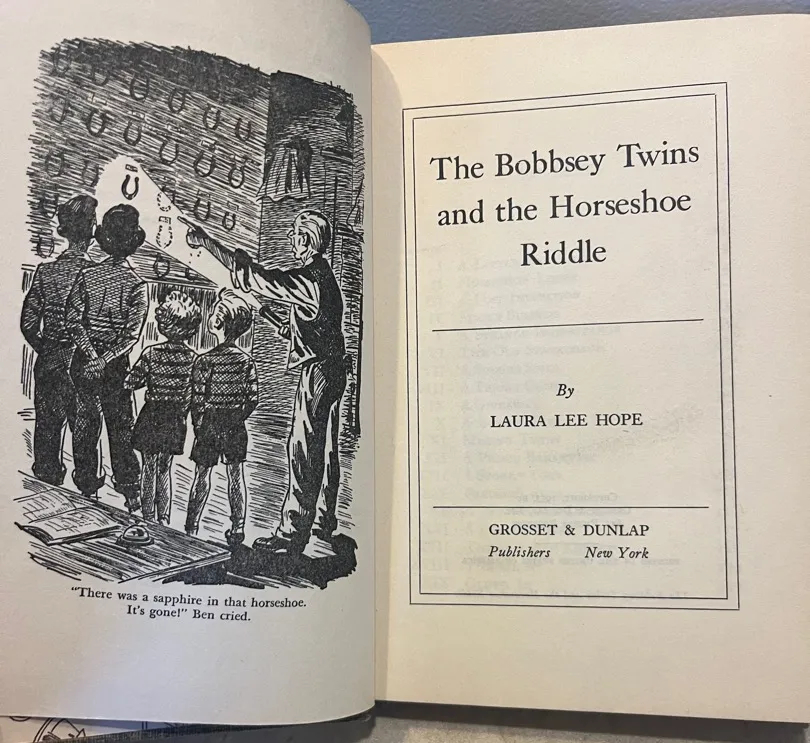 "There was a sapphire in that horseshoe.
It's gone!" Ben cried.
The Bobbsey Twins
and the Horseshoe
Riddle
By
LAURA LEE HOPE
GROSSET & DUNLAP
Publishers New York